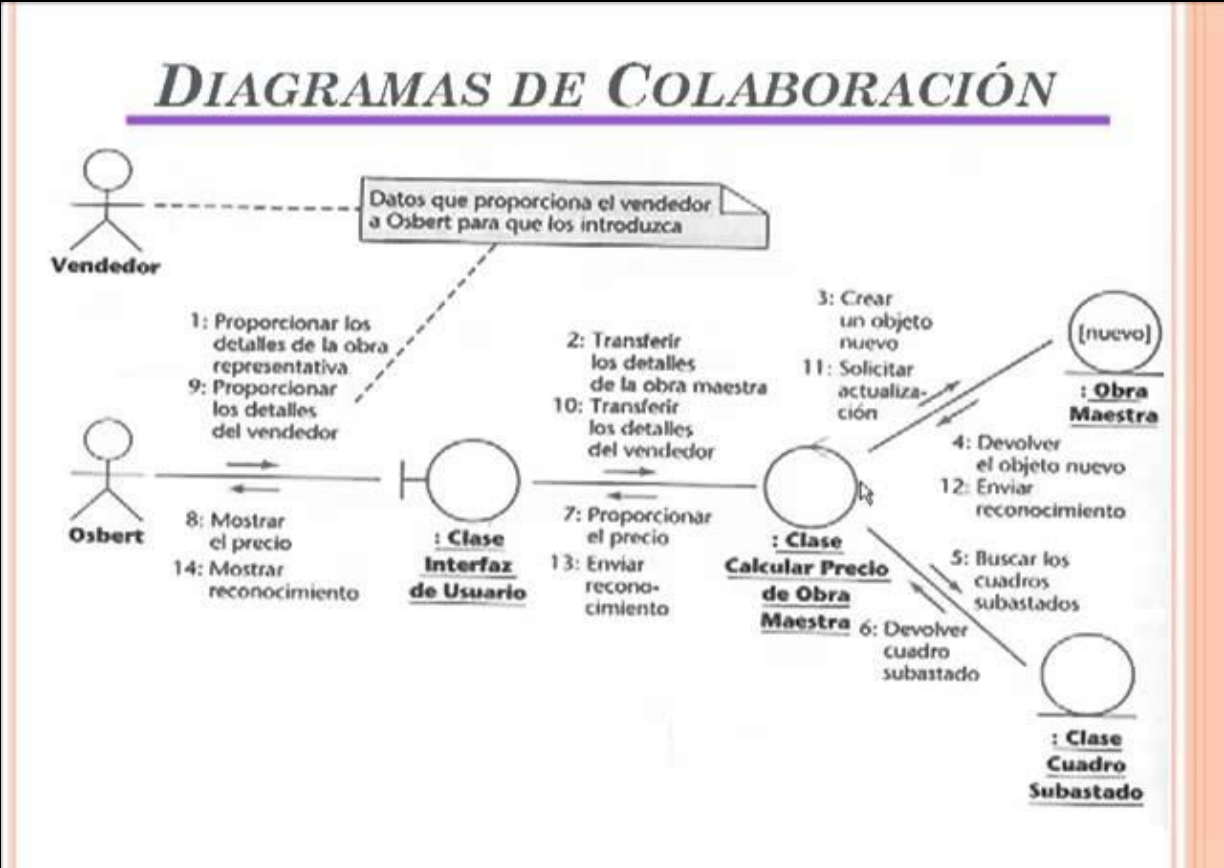 DIAGRAMAS DE COLABORACIÓN
Datos que proporciona el vendedor
a Osbert para que los introduzca
Vendedor
1: Proporcionar los
detalles de la obra
representativa
9: Proporcionar
los detalles
del vendedor
2: Transferir
los detalles
de la obra maestra
10: Transferir
los detalles
del vendedor
3: Crear
un objeto
nuevo
11: Solicitar
actualiza-
ción
[nuevo]
: Obra
Maestra
4: Devolver
el objeto nuevo
12: Enviar
reconocimiento
Osbert
8: Mostrar
el precio
14: Mostrar
reconocimiento
: Clase
Interfaz
de Usuario
7: Proporcionar
el precio
13: Enviar
recono-
cimiento
: Clase
Calcular Precio
de Obra
Maestra
5: Buscar los
cuadros
subastados
6: Devolver
cuadro
subastado
: Clase
Cuadro
Subastado